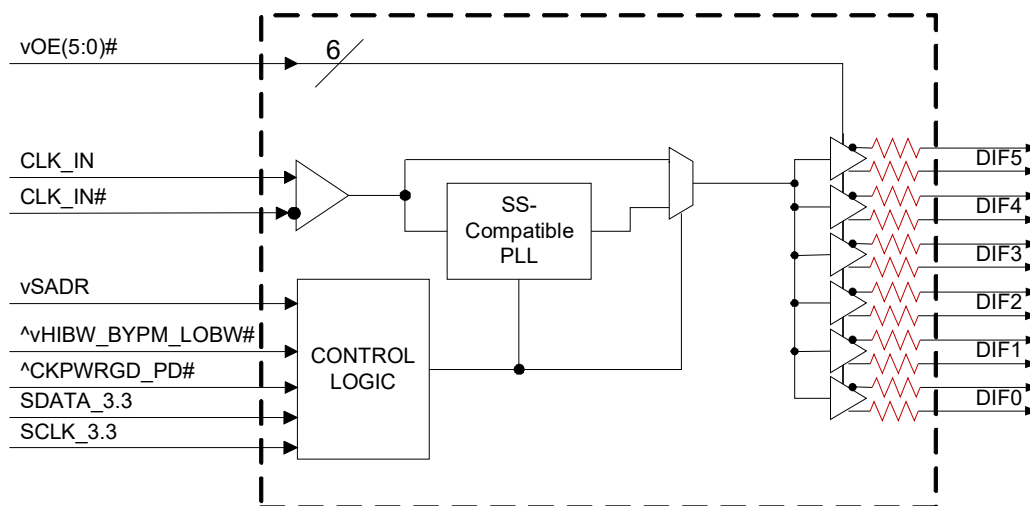 vOE(5:0)#
6
CLK_IN
CLK_IN#
SS-
Compatible
PLL
DIF5
DIF4
DIF3
DIF2
DIF1
DIF0
vSADR
^vHIBW_BYPM_LOBW#
^CKPWRGD_PD#
SDATA_3.3
SCLK_3.3
CONTROL
LOGIC